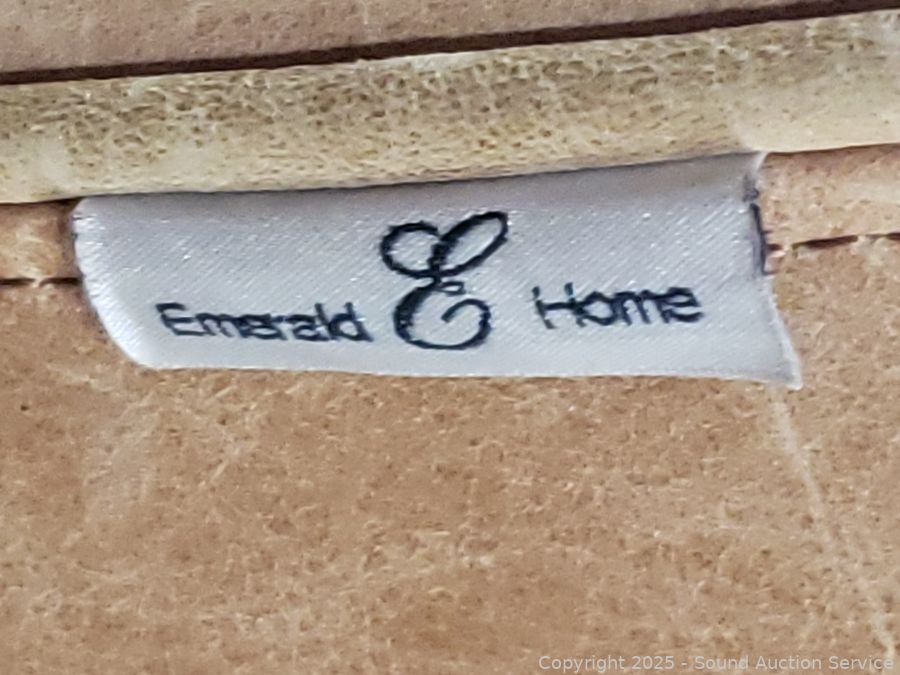 Emerald E Home
Copyright 2025 - Sound Auction Service